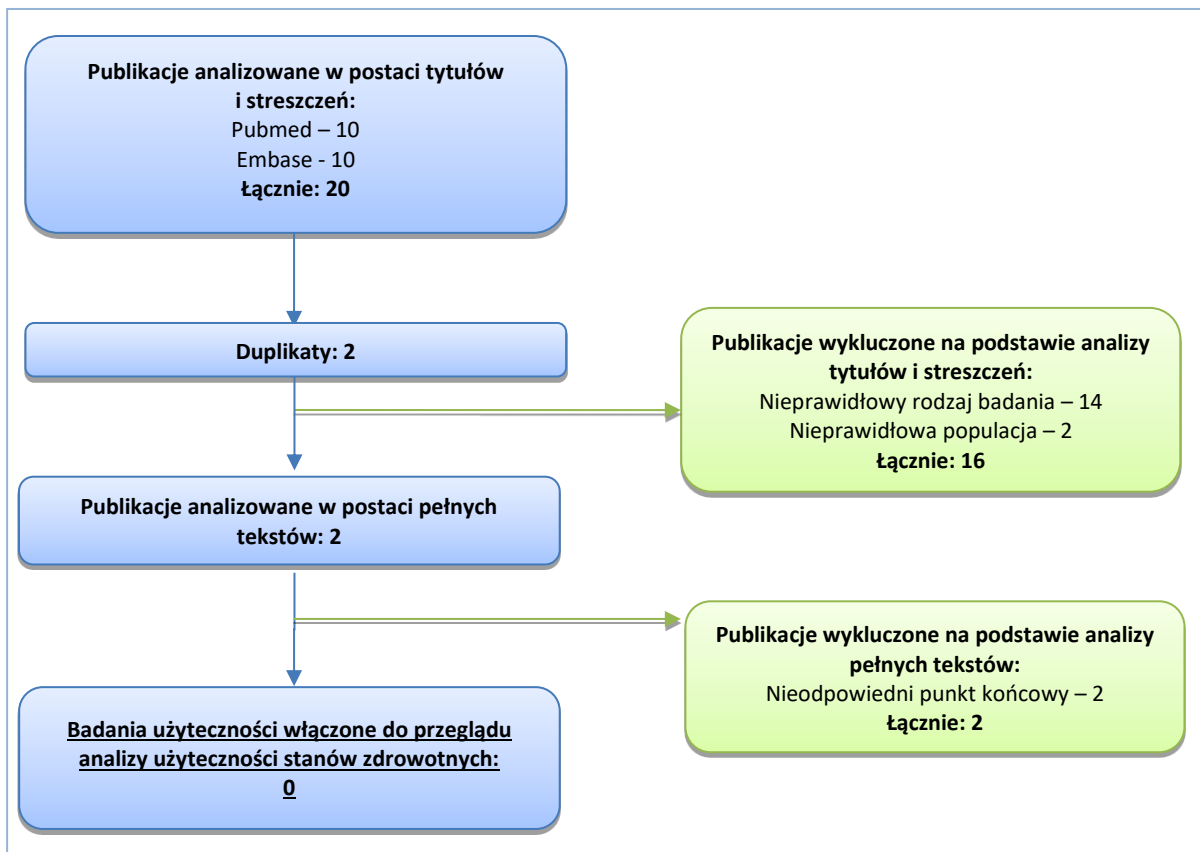 Publikacje analizowane w postaci tytułów
i streszczeń:
Pubmed – 10
Embase - 10
Łącznie: 20
Duplikaty: 2
Publikacje wykluczone na podstawie analizy
tytułów i streszczeń:
Nieprawidłowy rodzaj badania – 14
Nieprawidłowa populacja – 2
Łącznie: 16
Publikacje analizowane w postaci pełnych
tekstów: 2
Publikacje wykluczone na podstawie analizy
pełnych tekstów:
Nieodpowiedni punkt końcowy – 2
Łącznie: 2
Badania użyteczności włączone do przeglądu
analizy użyteczności stanów zdrowotnych:
0